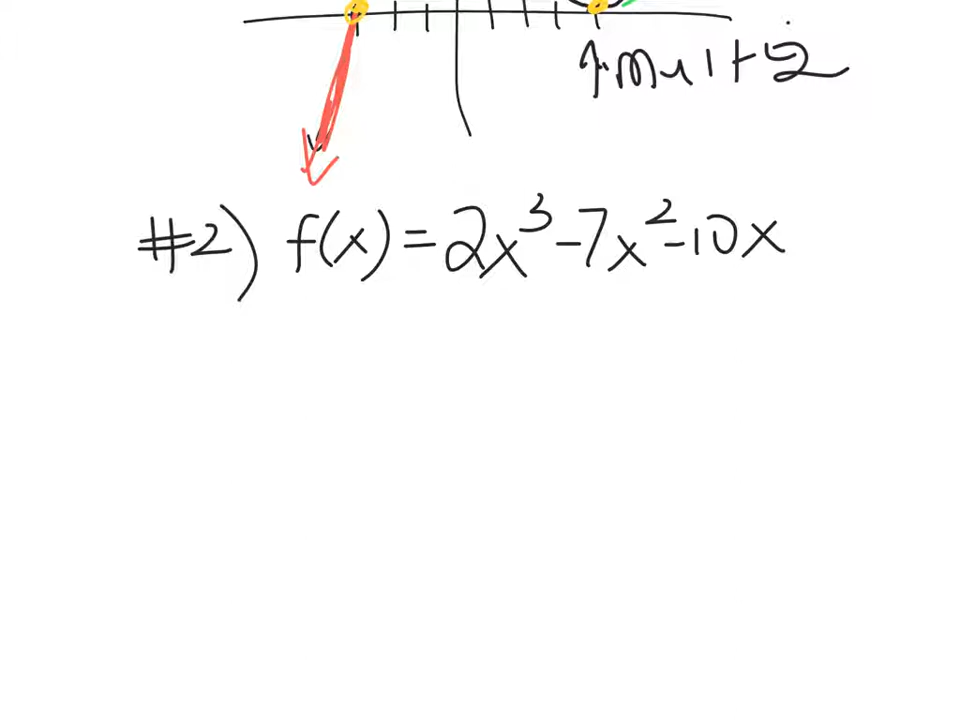 mult 2
#2) f(x) = 2x³ - 7x² - 10x